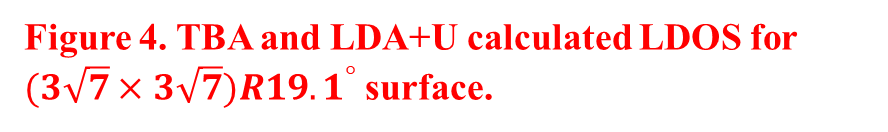 Figure 4. TBA and LDA+U calculated LDOS for
(3√7 × 3√7)R19.1° surface.